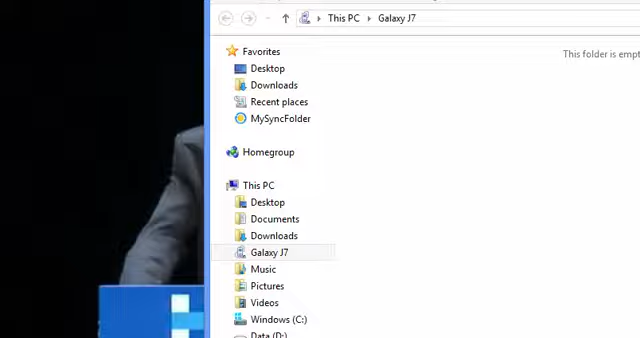 This PC Galaxy J7
This folder is empt
Favorites
Desktop
Downloads
Recent places
MySyncFolder
Homegroup
This PC
Desktop
Documents
Downloads
Galaxy J7
Music
Pictures
Videos
Windows (C:)
Data (D:)